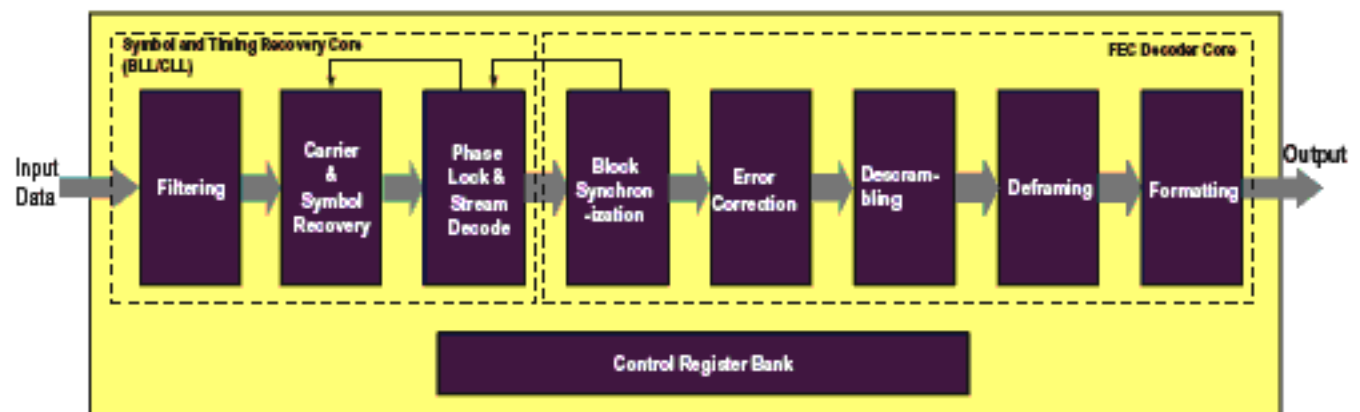 Symbol and Timing Recovery Core
(BLL/CLL)
FEC Decoder Core
Input
Data
Filtering
Carrier
&
Symbol
Recovery
Phase
Lock &
Stream
Decode
Block
Synchron
-ization
Error
Correction
Descram-
bling
Deframing
Formatting
Output
Control Register Bank